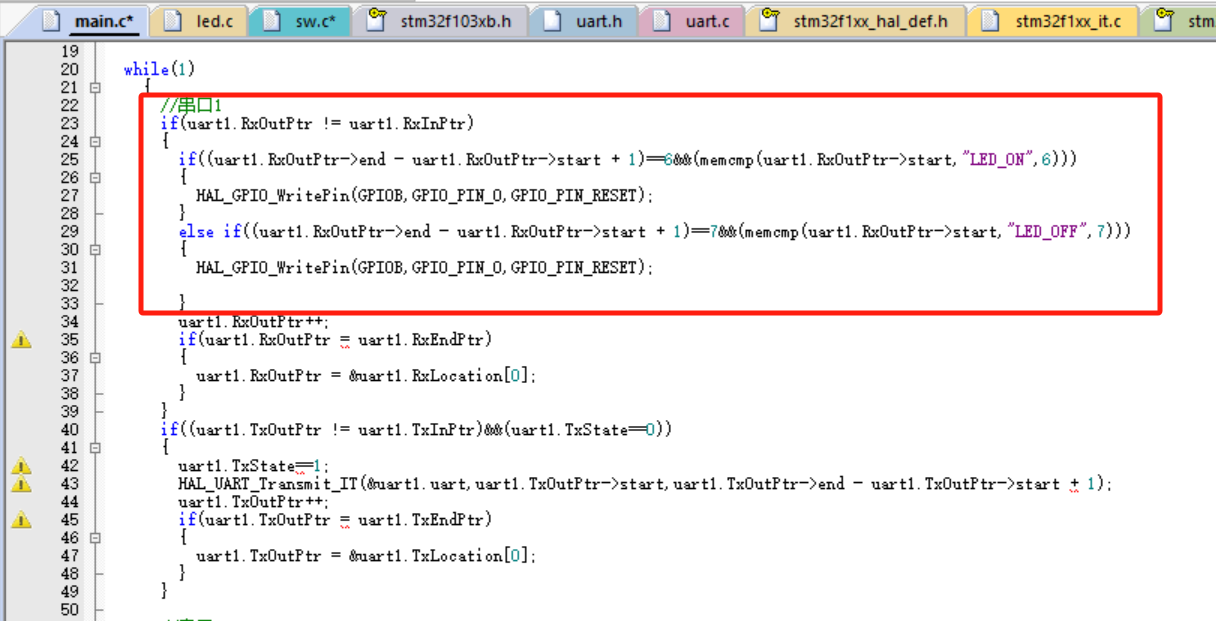 main.c* led.c sw.c* stm32f103xb.h uart.h uart.c stm32f1xx_hal_def.h stm32f1xx_it.c stm
19
20 while(1)
21 {
22 //串口1
23 if(uart1.RxOutPtr != uart1.RxInPtr)
24 {
25 if((uart1.RxOutPtr->end - uart1.RxOutPtr->start + 1)==6&&(memcmp(uart1.RxOutPtr->start,"LED_ON",6)))
26 {
27 HAL_GPIO_WritePin(GPIOB,GPIO_PIN_0,GPIO_PIN_RESET);
28 }
29 else if((uart1.RxOutPtr->end - uart1.RxOutPtr->start + 1)==7&&(memcmp(uart1.RxOutPtr->start,"LED_OFF",7)))
30 {
31 HAL_GPIO_WritePin(GPIOB,GPIO_PIN_0,GPIO_PIN_RESET);
32
33 }
34 uart1.RxOutPtr++;
35 if(uart1.RxOutPtr = uart1.RxEndPtr)
36 {
37 uart1.RxOutPtr = &uart1.RxLocation[0];
38 }
39 }
40 if((uart1.TxOutPtr != uart1.TxInPtr)&&(uart1.TxState==0))
41 {
42 uart1.TxState==1;
43 HAL_UART_Transmit_IT(&uart1.uart,uart1.TxOutPtr->start,uart1.TxOutPtr->end - uart1.TxOutPtr->start + 1);
44 uart1.TxOutPtr++;
45 if(uart1.TxOutPtr = uart1.TxEndPtr)
46 {
47 uart1.TxOutPtr = &uart1.TxLocation[0];
48 }
49 }
50